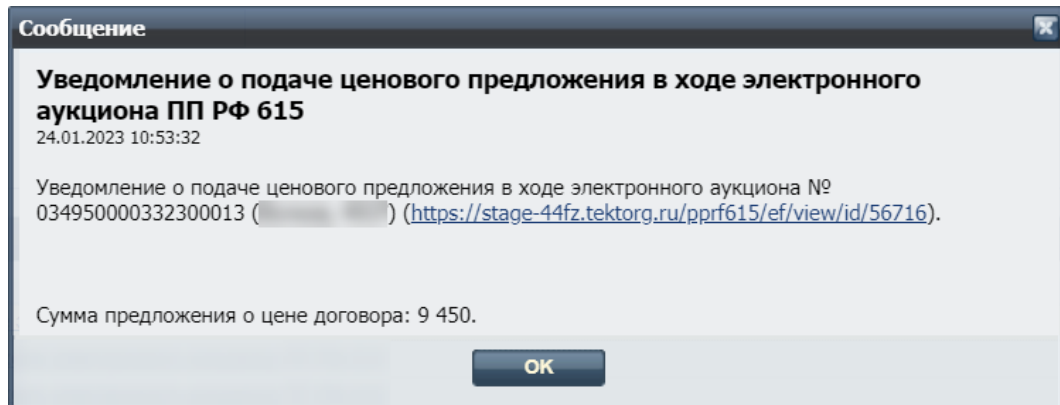 Сообщение
Уведомление о подаче ценового предложения в ходе электронного
аукциона ПП РФ 615
24.01.2023 10:53:32
Уведомление о подаче ценового предложения в ходе электронного аукциона №
034950000332300013 ( ) (https://stage-44fz.tektorg.ru/pprf615/ef/view/id/56716).
Сумма предложения о цене договора: 9 450.
ОК